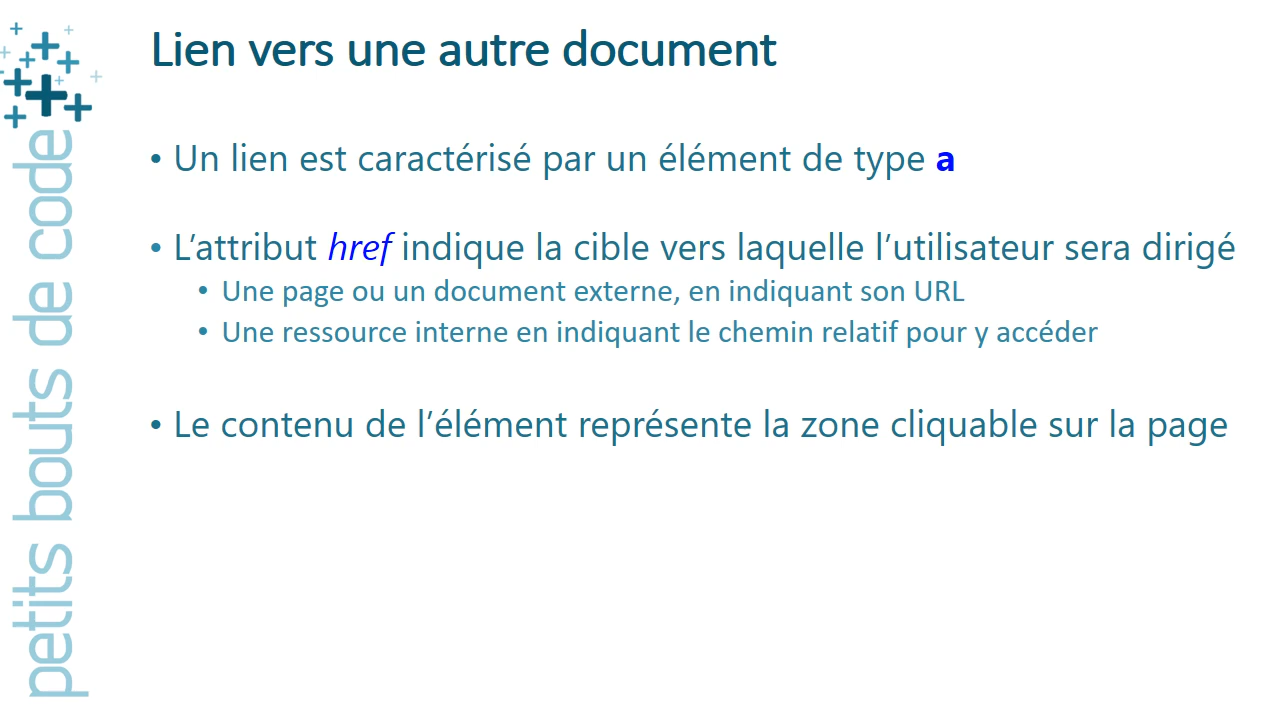 Lien vers une autre document
• Un lien est caractérisé par un élément de type a
• L’attribut href indique la cible vers laquelle l’utilisateur sera dirigé
• Une page ou un document externe, en indiquant son URL
• Une ressource interne en indiquant le chemin relatif pour y accéder
• Le contenu de l’élément représente la zone cliquable sur la page
petits bouts de code